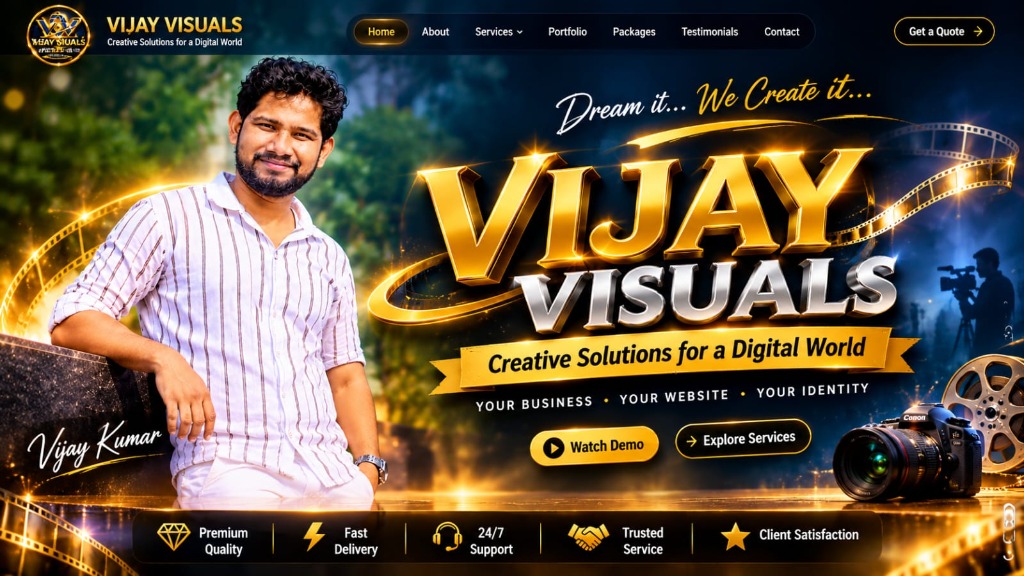 VIJAY VISUALS
VIJAY VISUALS
Creative Solutions for a Digital World
Home
About
Services
Portfolio
Packages
Testimonials
Contact
Get a Quote
Dream it... We Create it...
VIJAY
VISUALS
Creative Solutions for a Digital World
YOUR BUSINESS • YOUR WEBSITE • YOUR IDENTITY
Watch Demo
Explore Services
Vijay Kumar
Canon
Premium
Quality
Fast
Delivery
24/7
Support
Trusted
Service
Client Satisfaction